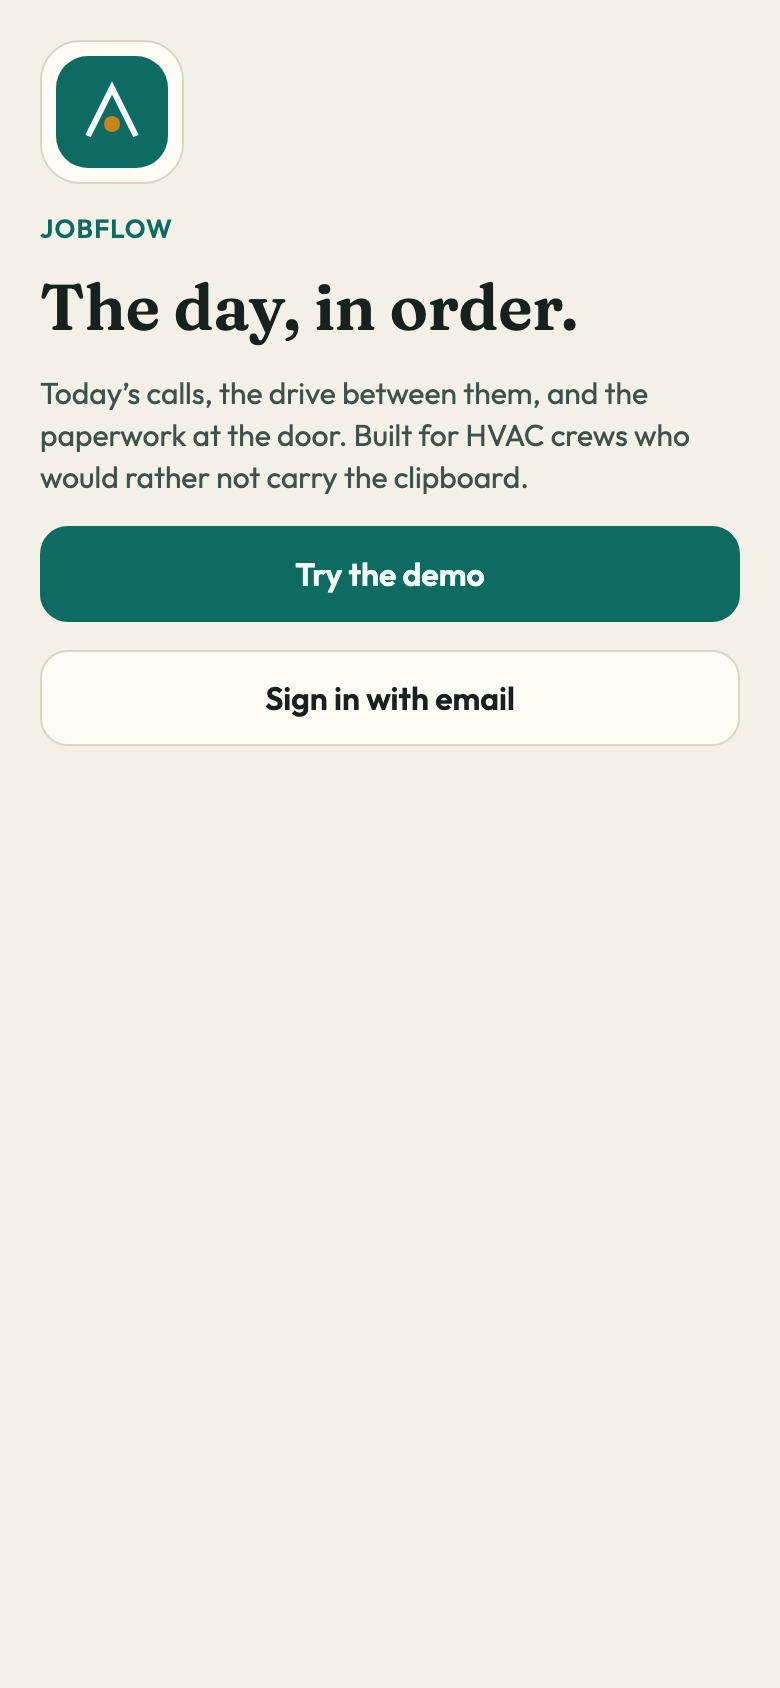 JOBFLOW
The day, in order.
Today’s calls, the drive between them, and the
paperwork at the door. Built for HVAC crews who
would rather not carry the clipboard.
Try the demo
Sign in with email